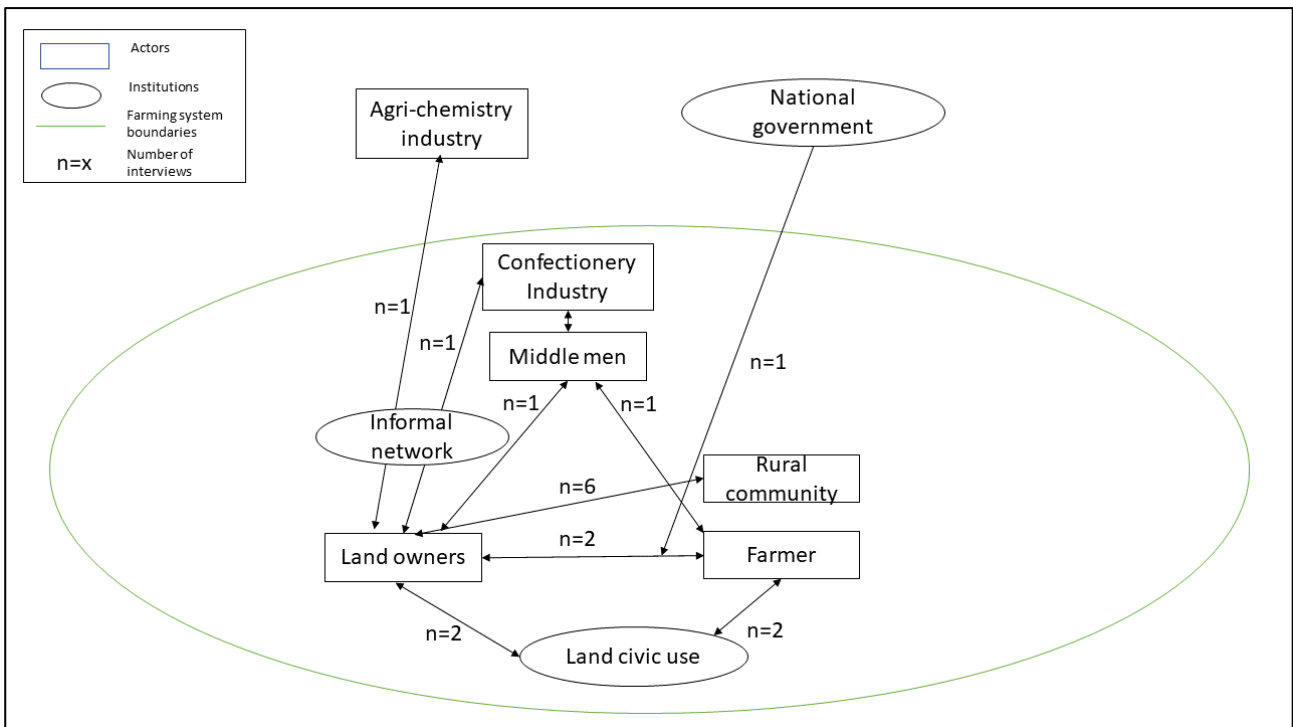 Actors
Institutions
Farming system
boundaries
n=x
Number of
interviews
Agri-chemistry
industry
National
government
Confectionery
Industry
n=1
n=1
Middle men
n=1
n=1
n=1
Informal
network
Rural
community
n=6
n=2
Land owners
Farmer
n=2
n=2
Land civic use